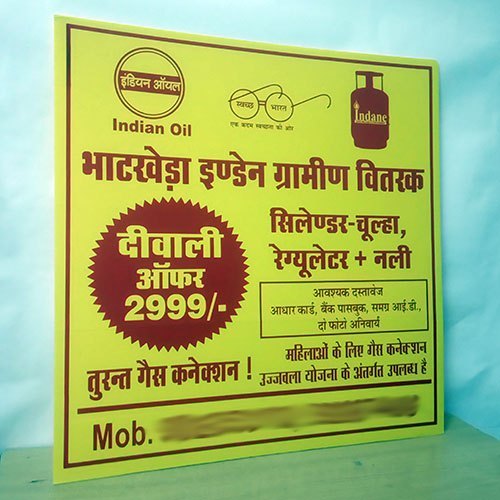 इंडियन ऑयल
Indian Oil
स्वच्छ भारत
एक कदम स्वच्छता की ओर
Indane
भाटखेड़ा इण्डेन ग्रामीण वितरक
दीवाली
ऑफर
2999/-
सिलेण्डर-चूल्हा,
रेग्यूलेटर + नली
आवश्यक दस्तावेज
आधार कार्ड, बैंक पासबुक, समग्र आई.डी.,
दो फोटो अनिवार्य
तुरन्त गैस कनेक्शन !
महिलाओं के लिए गैस कनेक्शन
उज्जवला योजना के अंतर्गत उपलब्ध है
Mob.